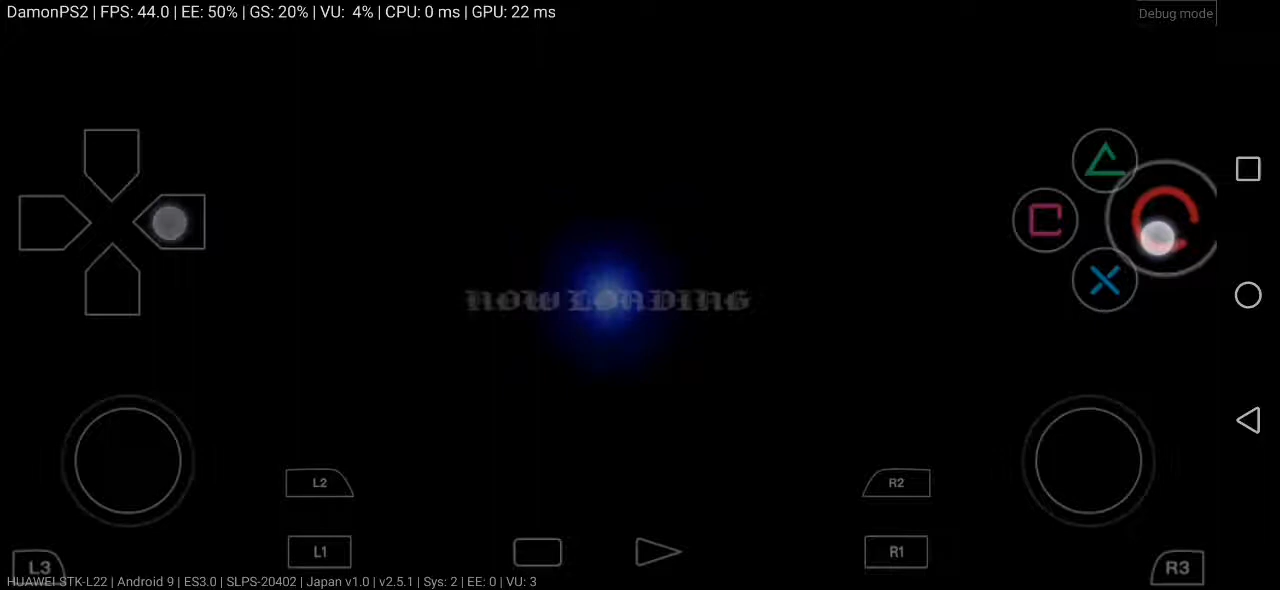 DamonPS2 | FPS: 44.0 | EE: 50% | GS: 20% | VU: 4% | CPU: 0 ms | GPU: 22 ms
Debug mode
NOW LOADING
L2
R2
L1
R1
L3
R3
HUAWEI STK-L22 | Android 9 | ES3.0 | SLPS-20402 | Japan v1.0 | v2.5.1 | Sys: 2 | EE: 0 | VU: 3